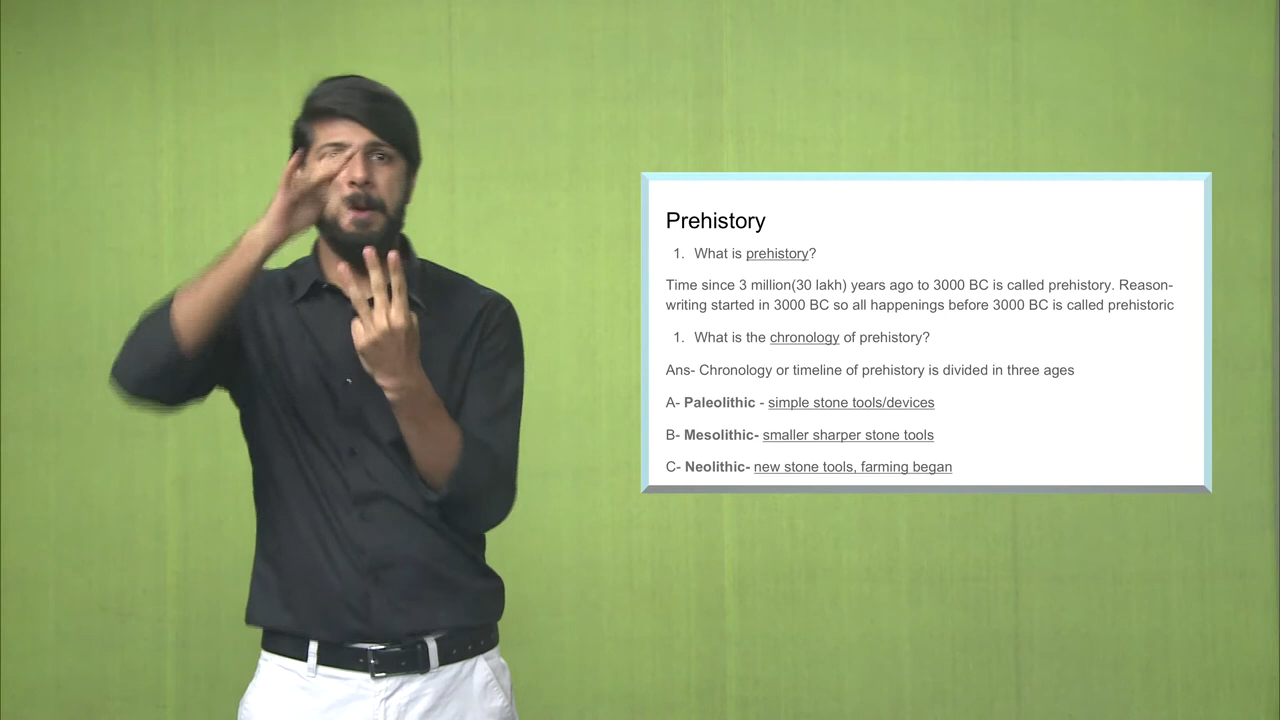 Prehistory
1. What is prehistory?
Time since 3 million(30 lakh) years ago to 3000 BC is called prehistory. Reason-
writing started in 3000 BC so all happenings before 3000 BC is called prehistoric
1. What is the chronology of prehistory?
Ans- Chronology or timeline of prehistory is divided in three ages
A- Paleolithic - simple stone tools/devices
B- Mesolithic- smaller sharper stone tools
C- Neolithic- new stone tools, farming began